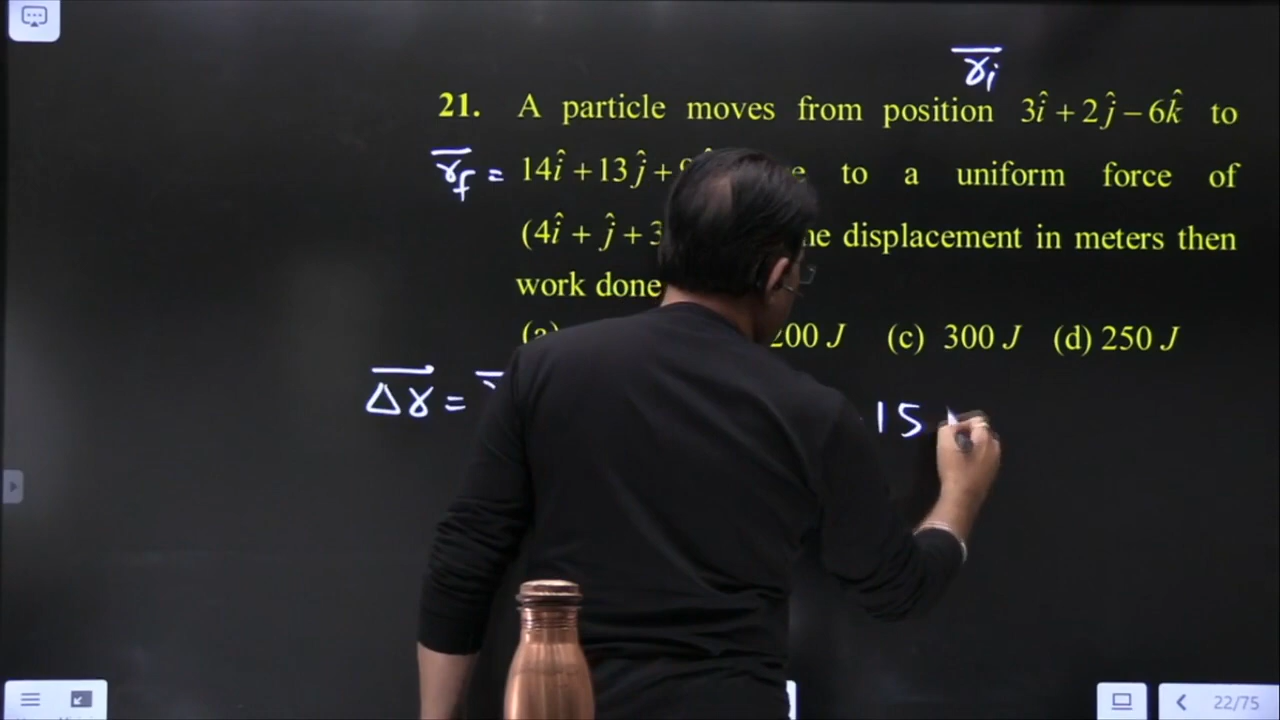 r̅ᵢ
21. A particle moves from position 3î + 2ĵ − 6k̂ to
r̅_f = 14î + 13ĵ + to a uniform force of
(4î + ĵ + 3 displacement in meters then
work done
200 J (c) 300 J (d) 250 J
Δr = 15
22/75